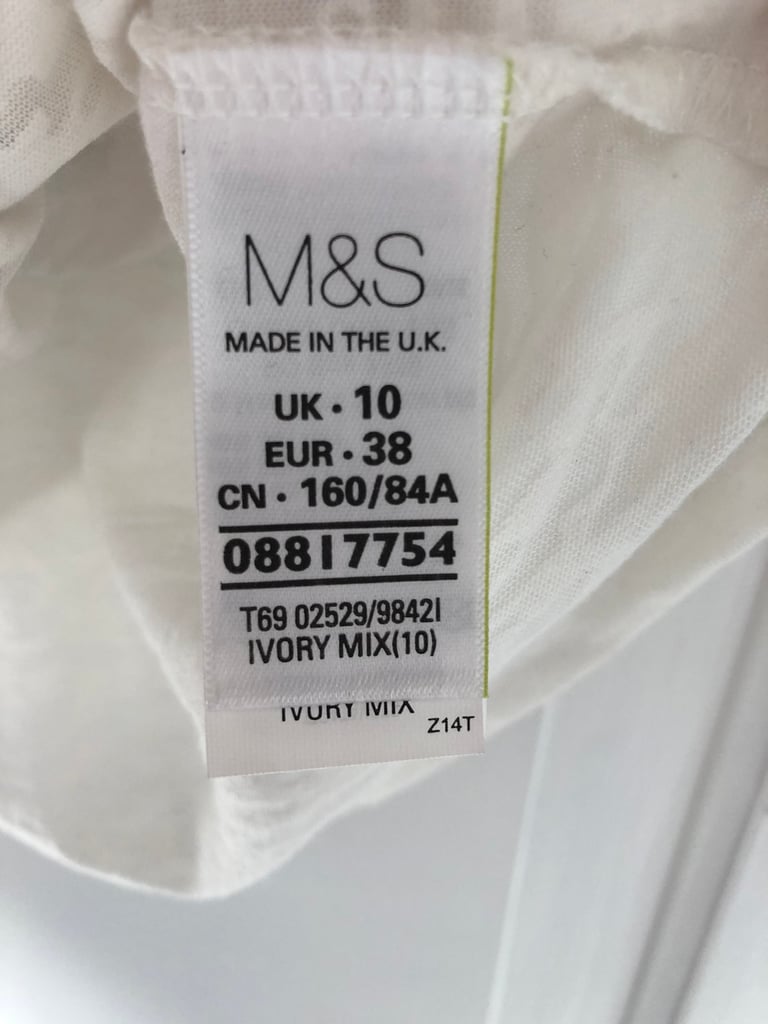 M&S
MADE IN THE U.K.
UK · 10
EUR · 38
CN · 160/84A
08817754
T69 02529/9842I
IVORY MIX(10)
IVORY MIX
Z14T